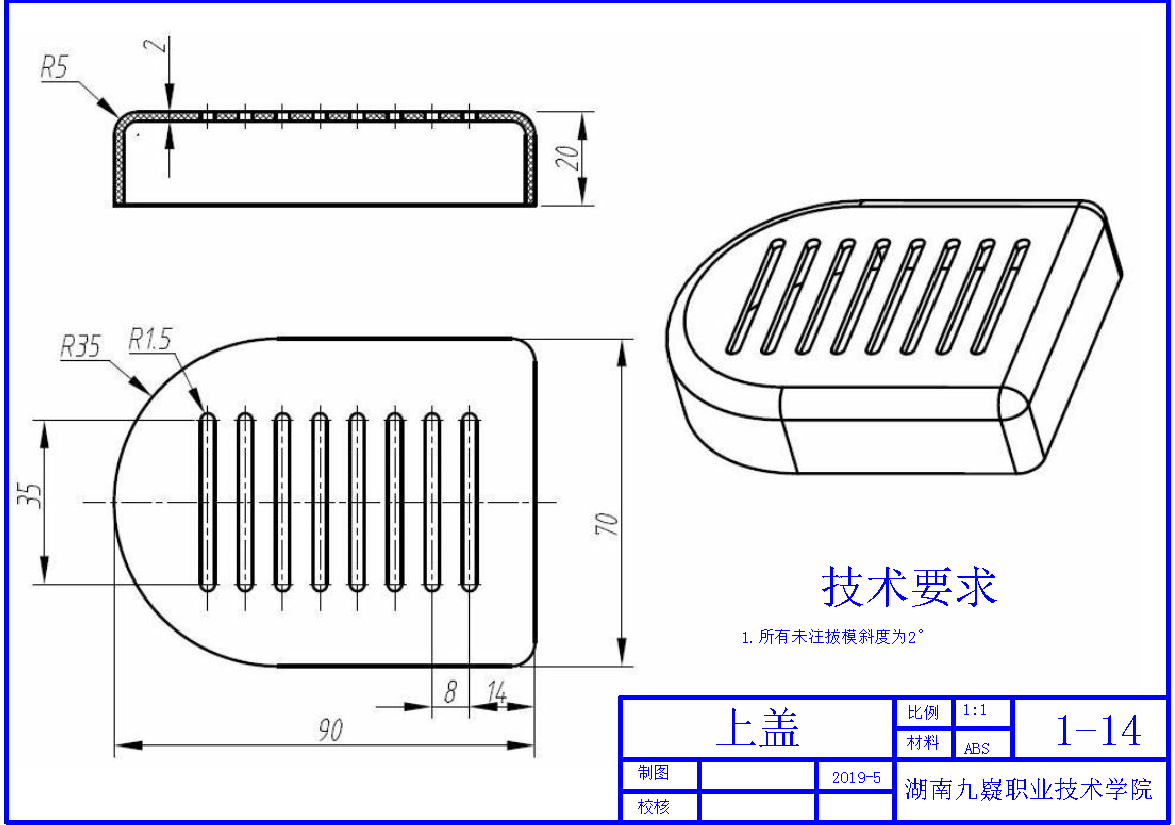 2
R5
20
R35
R1.5
35
70
8
14
90
技术要求
1.所有未注拔模斜度为2°
上盖
比例
1:1
材料
ABS
1-14
制图
2019-5
校核
湖南九嶷职业技术学院